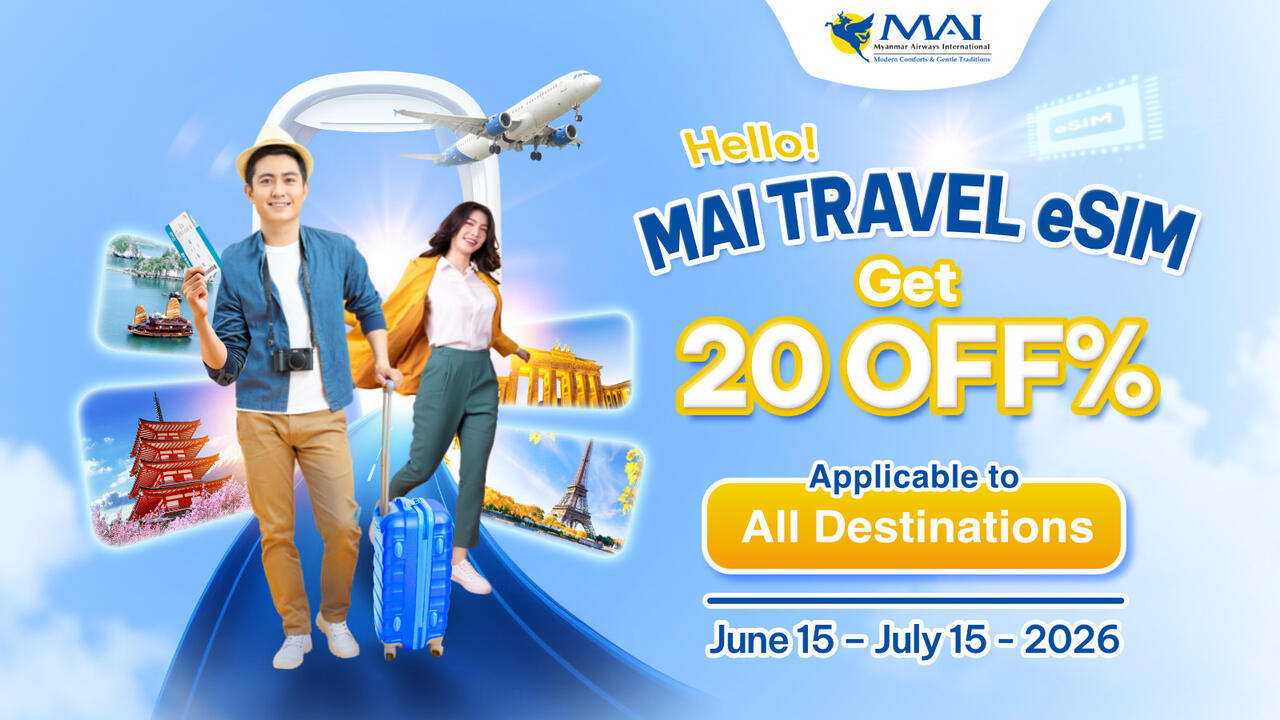 MAI
Myanmar Airways International
Modern Comforts & Gentle Traditions
eSIM
Hello!
MAI TRAVEL eSIM
Get
20 OFF%
Applicable to
All Destinations
June 15 – July 15 - 2026